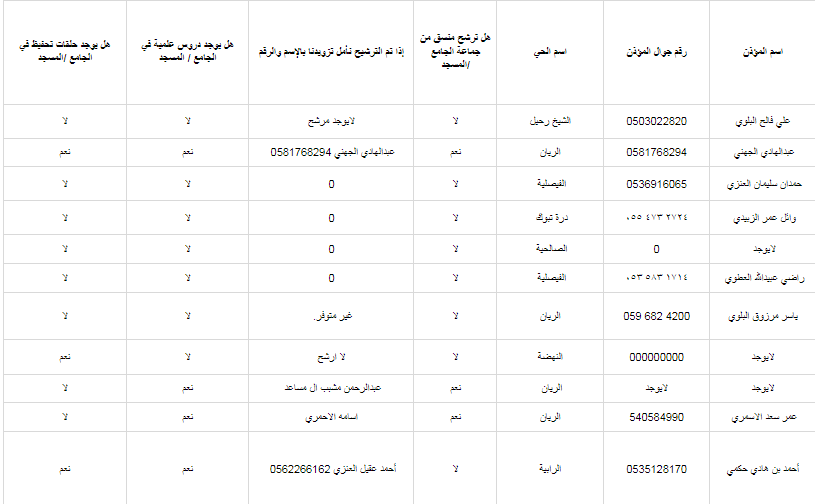 اسم المؤذن رقم جوال المؤذن اسم الحي هل ترشح منسق من جماعة الجامع /المسجد إذا تم الترشيح نأمل تزويدنا بالإسم والرقم هل يوجد دروس علمية في الجامع / المسجد هل يوجد حلقات تحفيظ في الجامع /المسجد
علي فالح البلوي 0503022820 الشيخ رحيل لا لايوجد مرشح لا لا
عبدالهادي الجهني 0581768294 الريان نعم عبدالهادي الجهني 0581768294 نعم نعم
حمدان سليمان العنزي 0536916065 الفيصلية لا 0 لا لا
وائل عمر الزبيدي ٠٥٥ ٤٧٣ ٢٧٢٤ درة تبوك لا 0 لا لا
لايوجد 0 الصالحية لا 0 لا لا
راضي عبيدالله العطوي ٠٥٣ ٥٨٣ ١٧١٤ الفيصلية لا 0 لا لا
ياسر مرزوق البلوي 059 682 4200 الريان لا غير متوفر. لا لا
لايوجد 000000000 النهضة لا لا ارشح لا نعم
لايوجد لايوجد الريان نعم عبدالرحمن مشبب ال مساعد نعم لا
عمر سعد الاسمري 540584990 الريان نعم اسامه الاحمري نعم لا
أحمد بن هادي حكمي 0535128170 الرابية لا أحمد عقيل العنزي 0562266162 نعم نعم